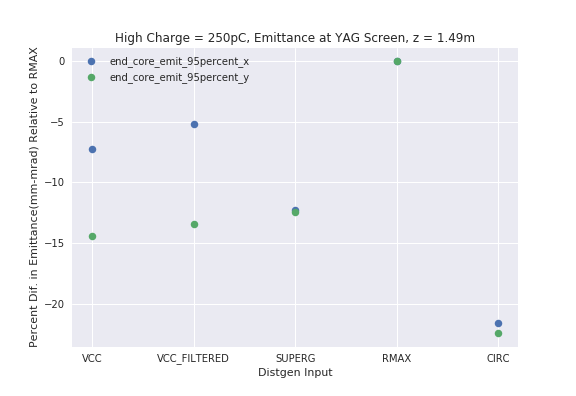 High Charge = 250pC, Emittance at YAG Screen, z = 1.49m
end_core_emit_95percent_x
end_core_emit_95percent_y
0
−5
−10
−15
−20
Percent Dif. in Emittance(mm-mrad) Relative to RMAX
VCC VCC_FILTERED SUPERG RMAX CIRC
Distgen Input